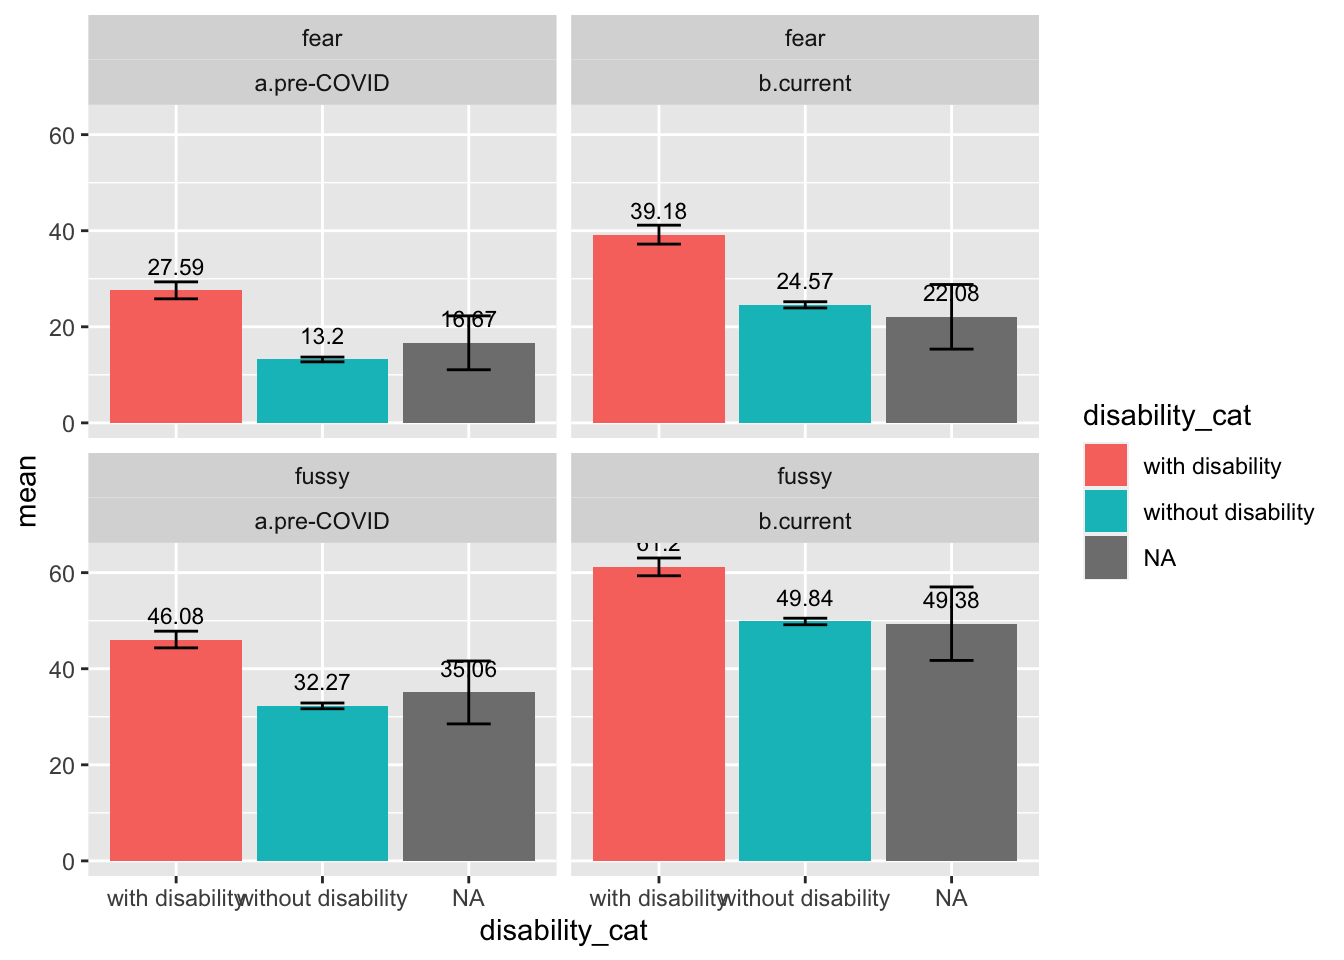 fear
fear
a.pre-COVID
b.current
60
40
20
0
27.59
13.2
16.67
39.18
24.57
22.08
mean
fussy
fussy
a.pre-COVID
b.current
60
40
20
0
46.08
32.27
35.06
61.2
49.84
49.38
with disability
without disability
NA
with disability
without disability
NA
disability_cat
disability_cat
with disability
without disability
NA